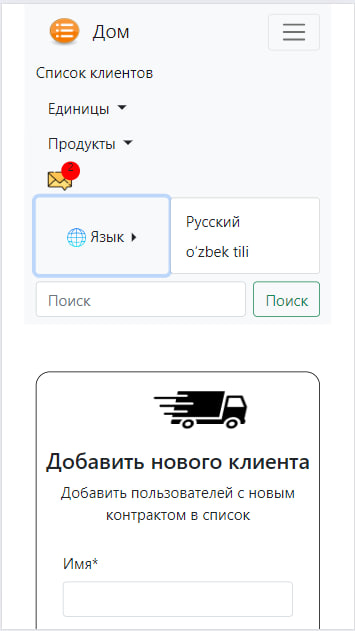 Дом
Список клиентов
Единицы
Продукты
Язык
Русский
o'zbek tili
Поиск
Поиск
Добавить нового клиента
Добавить пользователей с новым
контрактом в список
Имя*